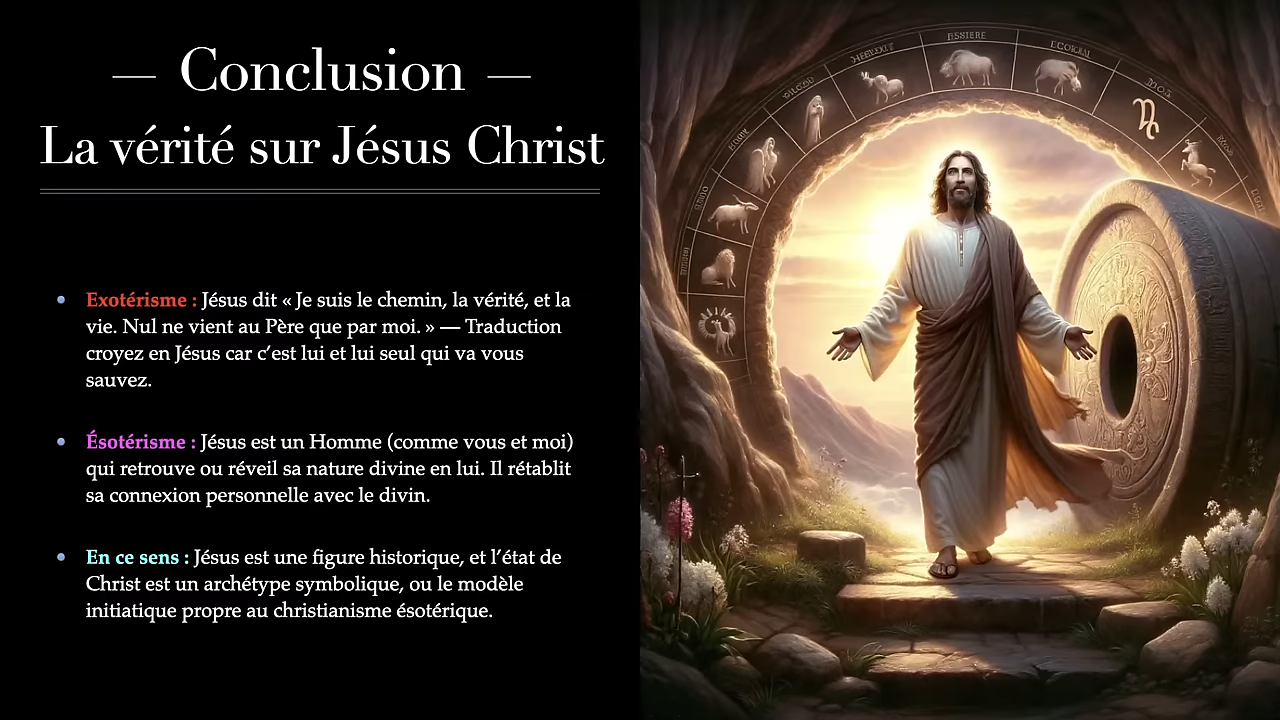 — Conclusion —
La vérité sur Jésus Christ
• Exotérisme : Jésus dit « Je suis le chemin, la vérité, et la
vie. Nul ne vient au Père que par moi. » — Traduction
croyez en Jésus car c’est lui et lui seul qui va vous
sauvez.
• Ésotérisme : Jésus est un Homme (comme vous et moi)
qui retrouve ou réveil sa nature divine en lui. Il rétablit
sa connexion personnelle avec le divin.
• En ce sens : Jésus est une figure historique, et l’état de
Christ est un archétype symbolique, ou le modèle
initiatique propre au christianisme ésotérique.